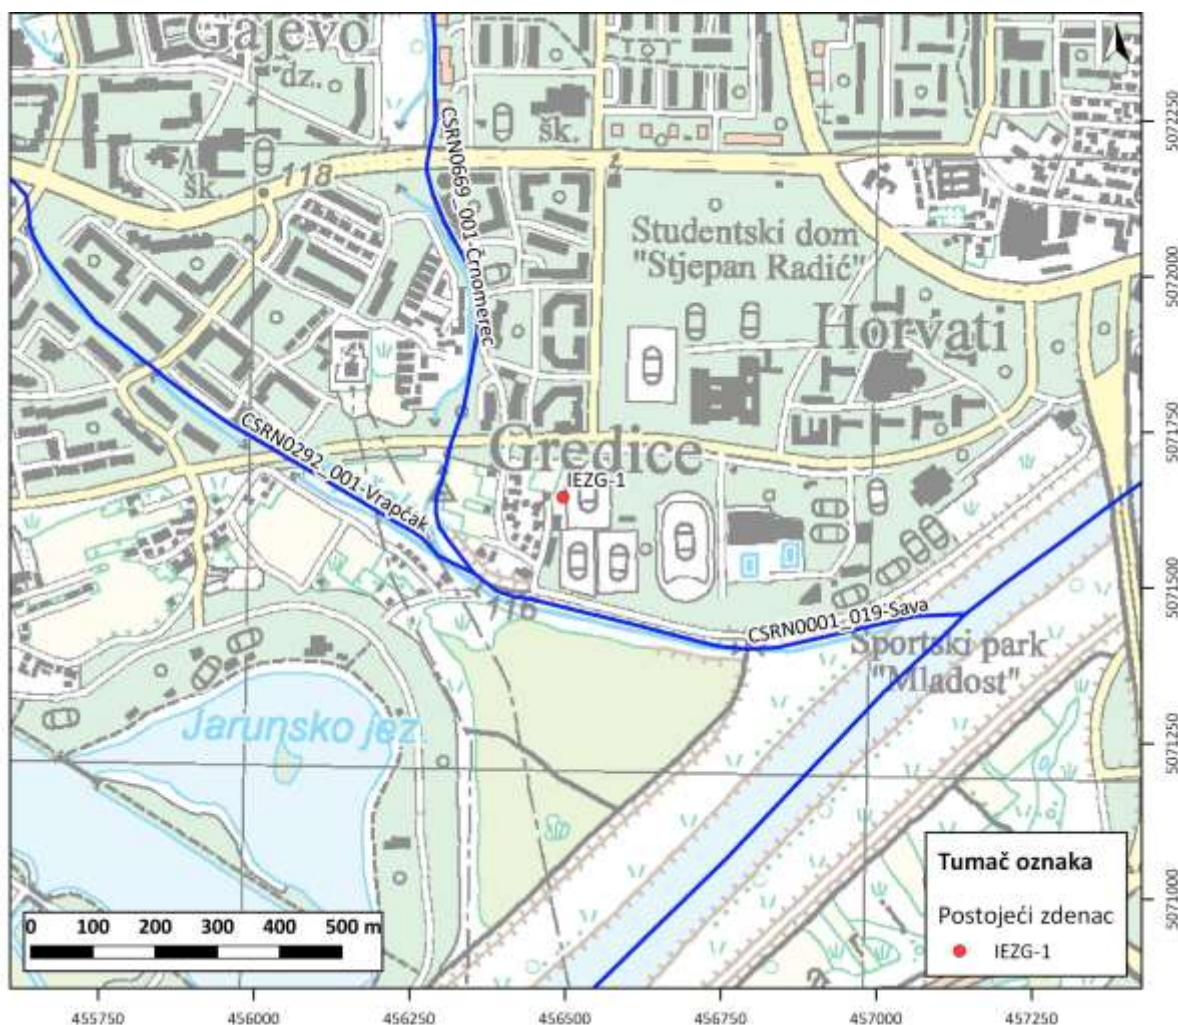 Gajevo
dz..
šk.
CSRN0669_001-Črnomerec
šk.
118
Studentski dom
"Stjepan Radić"
Horvati
CSRN0292_001-Vrapčak
Gredice
IEZG-1
116
CSRN0001_019-Sava
Sportski park
"Mladost"
Jarunsko jez.
Tumač oznaka
Postojeći zdenac
IEZG-1
0 100 200 300 400 500 m
455750 456000 456250 456500 456750 457000 457250
5072250
5072000
5071750
5071500
5071250
5071000